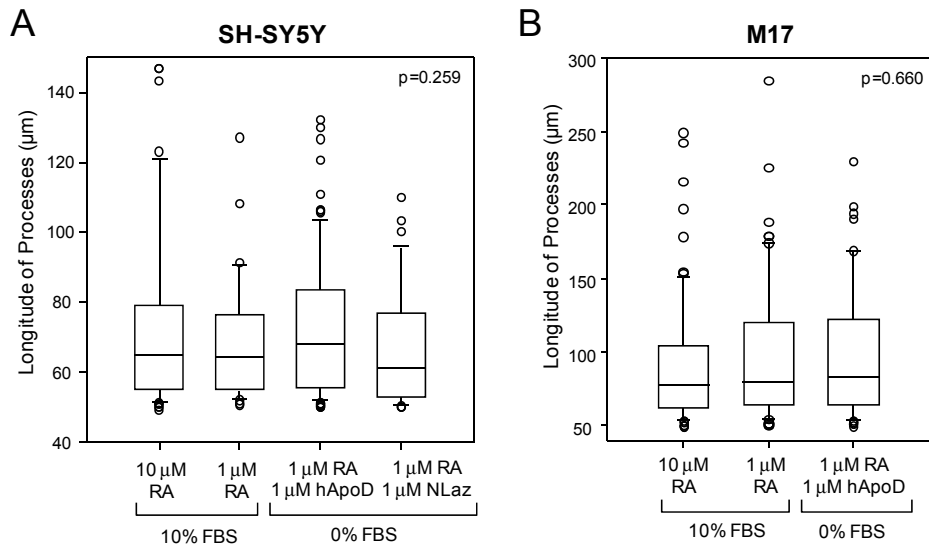 A
SH-SY5Y
Longitude of Processes (µm)
p=0.259
140
120
100
80
60
40
10 µM
RA
1 µM
RA
1 µM RA
1 µM hApoD
1 µM RA
1 µM NLaz
10% FBS
0% FBS
B
M17
Longitude of Processes (µm)
p=0.660
300
250
200
150
100
50
10 µM
RA
1 µM
RA
1 µM RA
1 µM hApoD
10% FBS
0% FBS